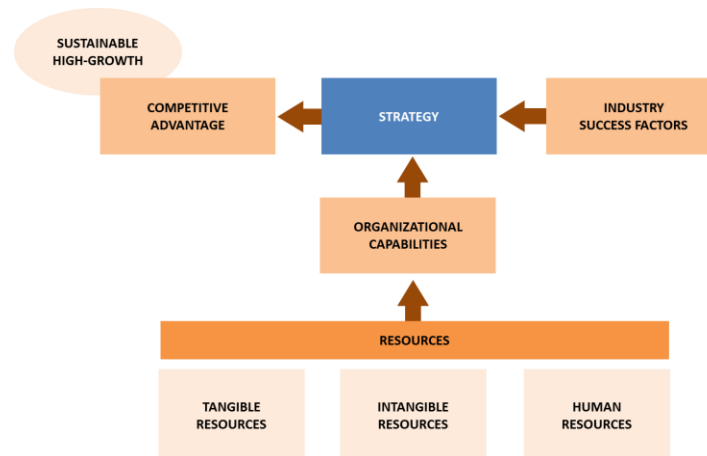 SUSTAINABLE
HIGH-GROWTH
COMPETITIVE
ADVANTAGE
STRATEGY
INDUSTRY
SUCCESS FACTORS
ORGANIZATIONAL
CAPABILITIES
RESOURCES
TANGIBLE
RESOURCES
INTANGIBLE
RESOURCES
HUMAN
RESOURCES